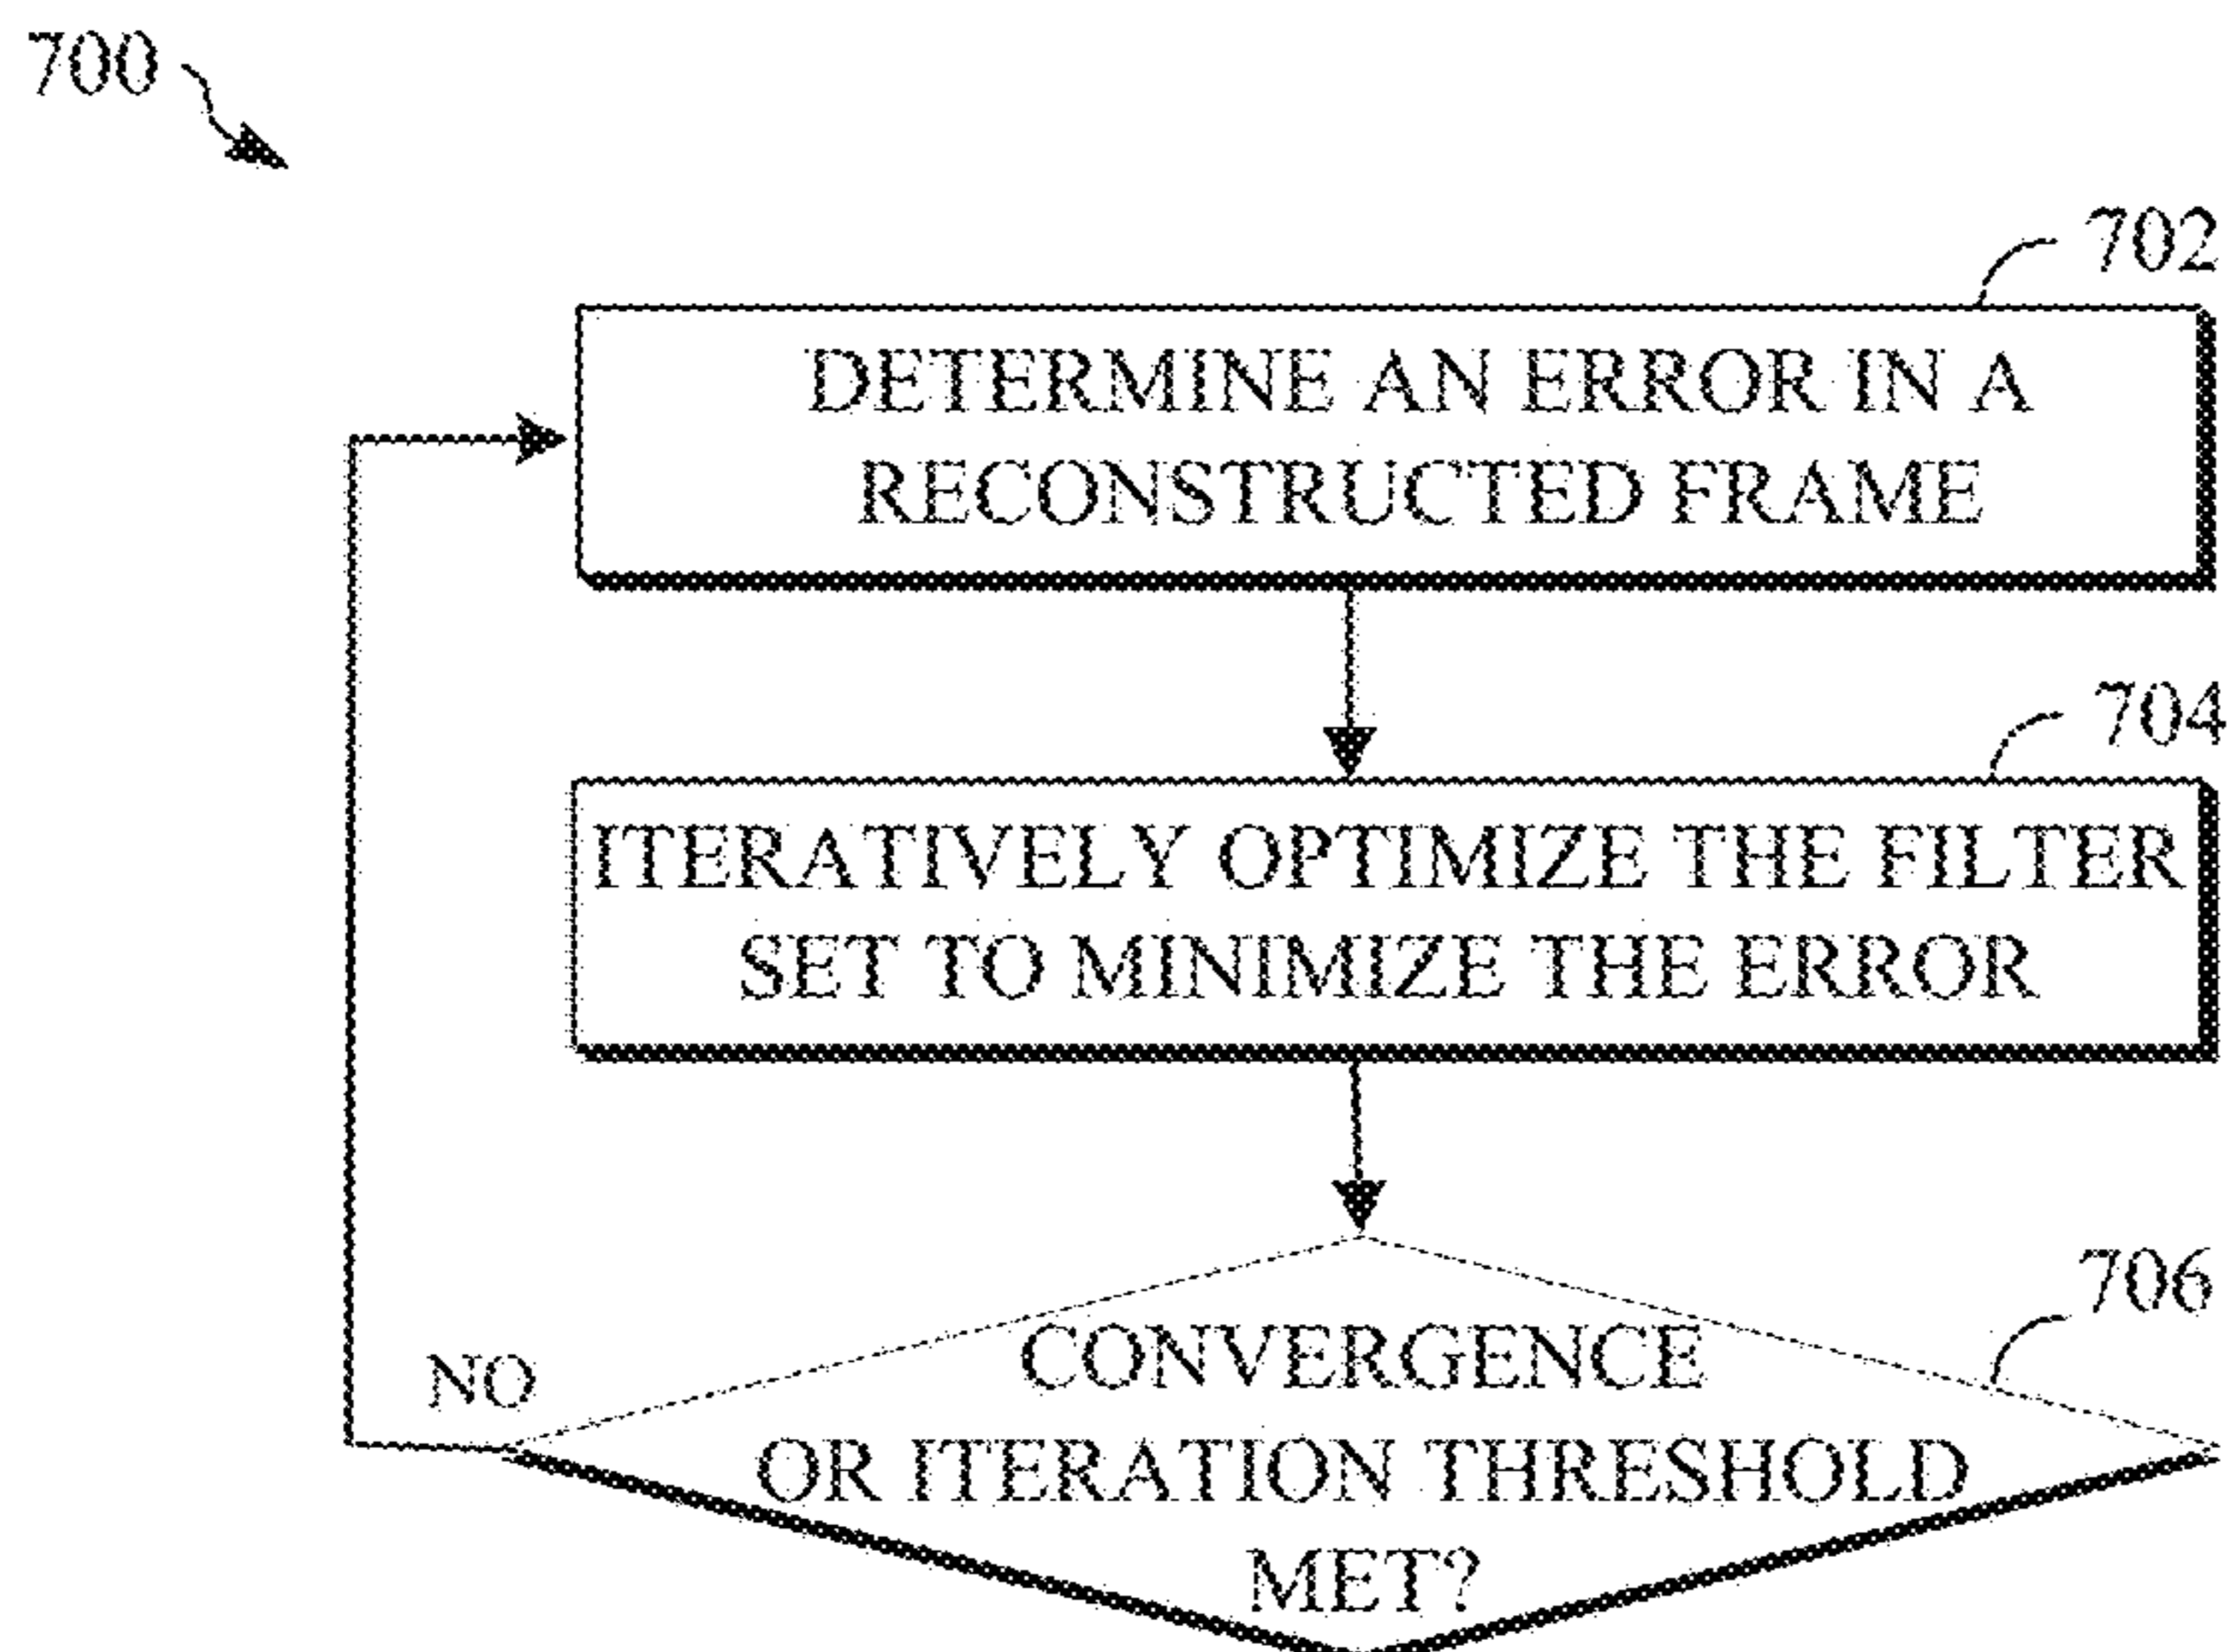 700
702
DETERMINE AN ERROR IN A
RECONSTRUCTED FRAME
704
ITERATIVELY OPTIMIZE THE FILTER
SET TO MINIMIZE THE ERROR
706
NO
CONVERGENCE
OR ITERATION THRESHOLD
MET?